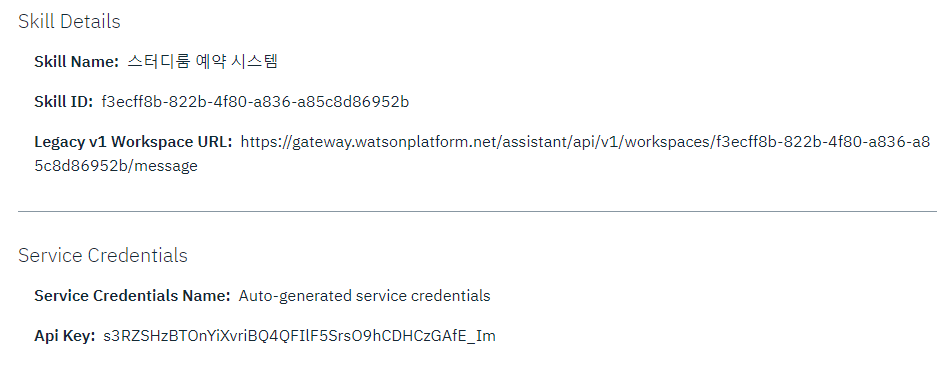 Skill Details
Skill Name: 스터디룸 예약 시스템
Skill ID: f3ecff8b-822b-4f80-a836-a85c8d86952b
Legacy v1 Workspace URL: https://gateway.watsonplatform.net/assistant/api/v1/workspaces/f3ecff8b-822b-4f80-a836-a8
5c8d86952b/message
Service Credentials
Service Credentials Name: Auto-generated service credentials
Api Key: s3RZSHzBTOnYiXvriBQ4QFIlF5SrsO9hCDHCzGAfE_Im